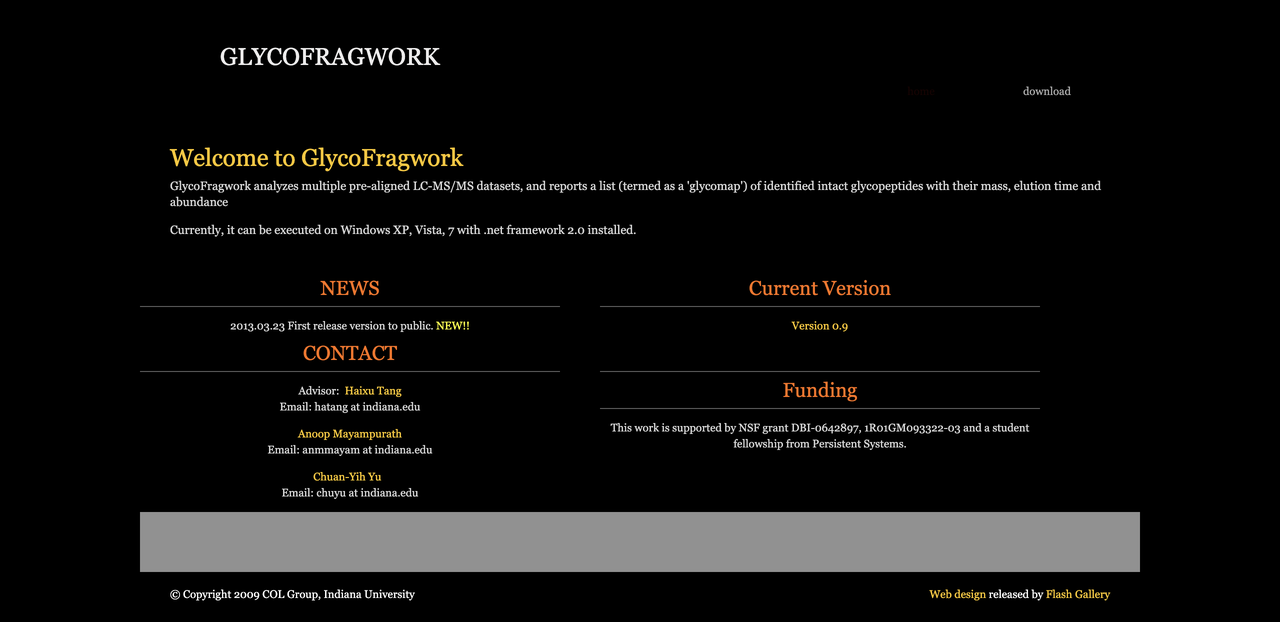 GLYCOFRAGWORK
home
download
Welcome to GlycoFragwork
GlycoFragwork analyzes multiple pre-aligned LC-MS/MS datasets, and reports a list (termed as a 'glycomap') of identified intact glycopeptides with their mass, elution time and
abundance
Currently, it can be executed on Windows XP, Vista, 7 with .net framework 2.0 installed.
NEWS
2013.03.23 First release version to public. NEW!!
CONTACT
Advisor: Haixu Tang
Email: hatang at indiana.edu
Anoop Mayampurath
Email: anmmayam at indiana.edu
Chuan-Yih Yu
Email: chuyu at indiana.edu
Current Version
Version 0.9
Funding
This work is supported by NSF grant DBI-0642897, 1R01GM093322-03 and a student
fellowship from Persistent Systems.
© Copyright 2009 COL Group, Indiana University
Web design released by Flash Gallery